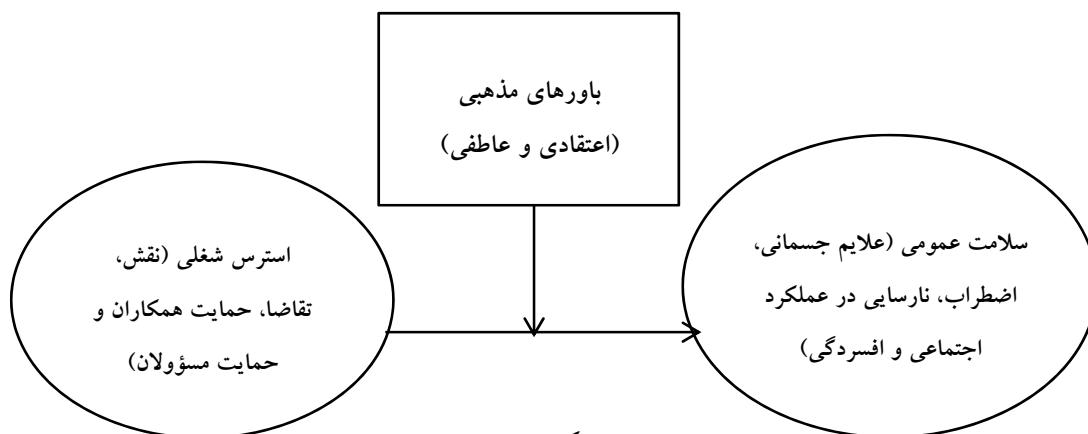 باورهای مذهبی
(اعتقادی و عاطفی)
استرس شغلی (نقش،
تقاضا، حمایت همکاران و
حمایت مسؤولان)
سلامت عمومی (علایم جسمانی،
اضطراب، نارسایی در عملکرد
اجتماعی و افسردگی)